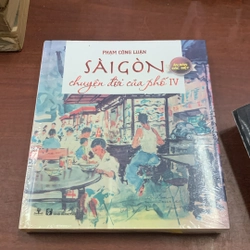 PHẠM CÔNG LUẬN
SÀIGÒN
chuyện đời của phố IV